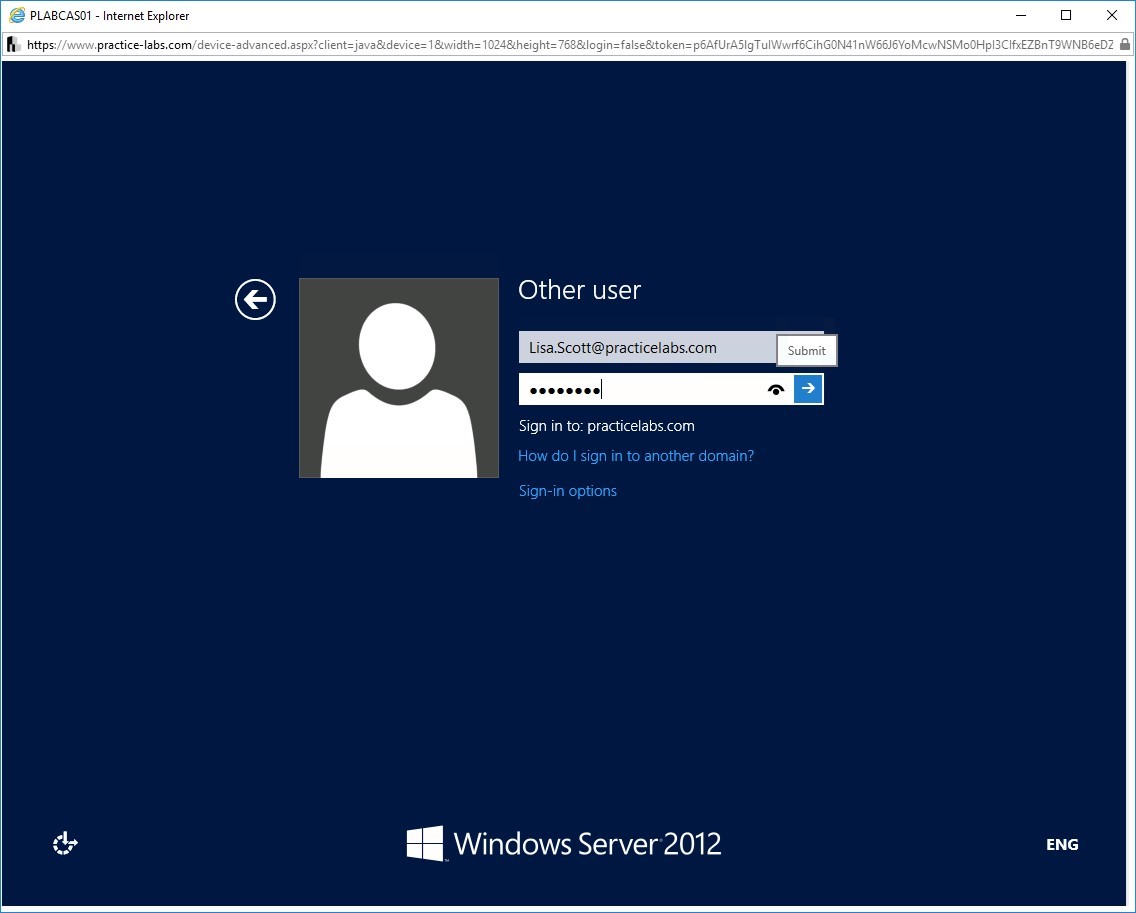 PLABCAS01 - Internet Explorer
https://www.practice-labs.com/device-advanced.aspx?client=java&device=1&width=1024&height=768&login=false&token=p6AfUrA5IgTulWwrf6CihG0N41nW66J6YoMcwNSMo0Hpl3ClfxEZBnT9WNB6eDZ
Other user
Lisa.Scott@practicelabs.com
Submit
Sign in to: practicelabs.com
How do I sign in to another domain?
Sign-in options
Windows Server 2012
ENG